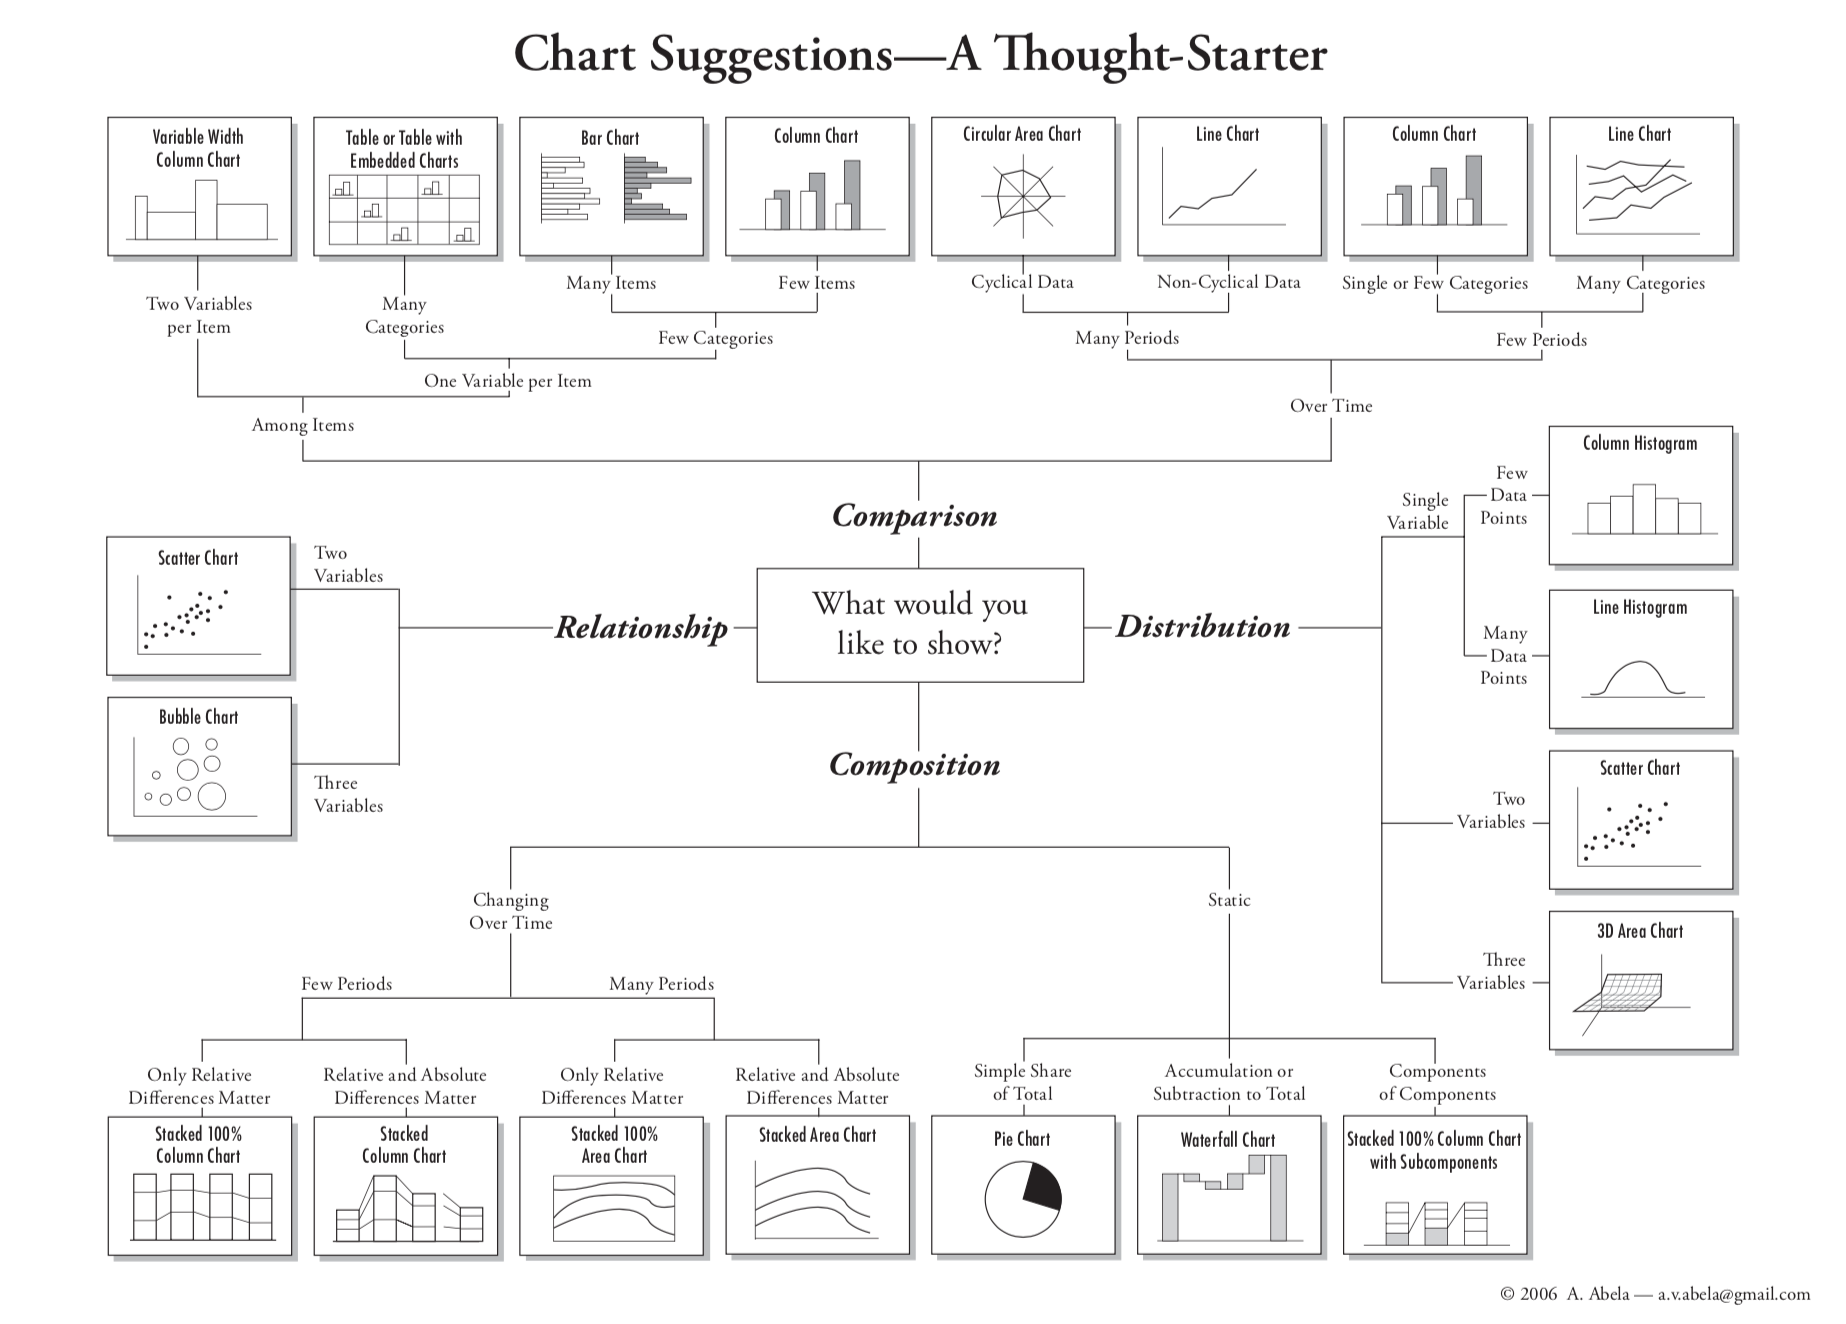 Chart Suggestions—A Thought-Starter
Variable Width
Column Chart
Table or Table with
Embedded Charts
Bar Chart
Column Chart
Circular Area Chart
Line Chart
Column Chart
Line Chart
Two Variables
per Item
Many
Categories
Many Items
Few Items
Cyclical Data
Non-Cyclical Data
Single or Few Categories
Many Categories
Few Categories
Many Periods
Few Periods
One Variable per Item
Among Items
Over Time
Comparison
What would you
like to show?
Relationship
Two
Variables
Scatter Chart
Three
Variables
Bubble Chart
Distribution
Single
Variable
Few
Data
Points
Column Histogram
Many
Data
Points
Line Histogram
Two
Variables
Scatter Chart
Three
Variables
3D Area Chart
Composition
Changing
Over Time
Static
Few Periods
Many Periods
Only Relative
Differences Matter
Relative and Absolute
Differences Matter
Only Relative
Differences Matter
Relative and Absolute
Differences Matter
Simple Share
of Total
Accumulation or
Subtraction to Total
Components
of Components
Stacked 100%
Column Chart
Stacked
Column Chart
Stacked 100%
Area Chart
Stacked Area Chart
Pie Chart
Waterfall Chart
Stacked 100% Column Chart
with Subcomponents
© 2006 A. Abela — a.v.abela@gmail.com